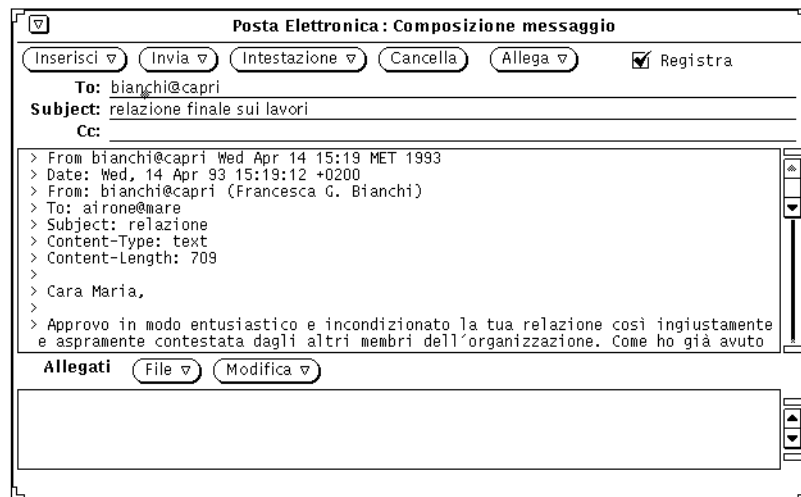 Posta Elettronica: Composizione messaggio
Inserisci Invia Intestazione Cancella Allega Registra
To: bianchi@capri
Subject: relazione finale sui lavori
Cc:
> From bianchi@capri Wed Apr 14 15:19 MET 1993
> Date: Wed, 14 Apr 93 15:19:12 +0200
> From: bianchi@capri (Francesca G. Bianchi)
> To: airone@mare
> Subject: relazione
> Content-Type: text
> Content-Length: 709
>
> Cara Maria,
>
> Approvo in modo entusiastico e incondizionato la tua relazione così ingiustamente
e aspramente contestata dagli altri membri dell´organizzazione. Come ho già avuto
Allegati File Modifica